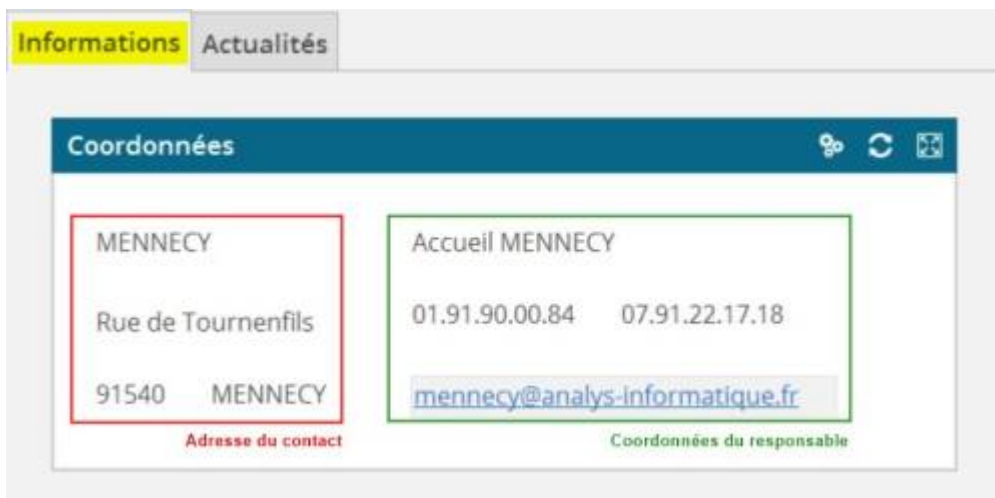 Informations Actualités
Coordonnées
MENNECY
Rue de Tournenfils
91540 MENNECY
Adresse du contact
Accueil MENNECY
01.91.90.00.84 07.91.22.17.18
mennecy@analys-informatique.fr
Coordonnées du responsable